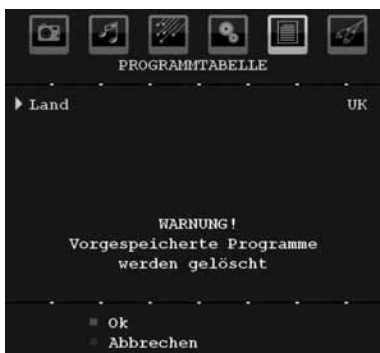 PROGRAMMTABELLE
Land UK
WARNUNG!
Vorgespeicherte Programme
werden gelöscht
Ok
Abbrechen